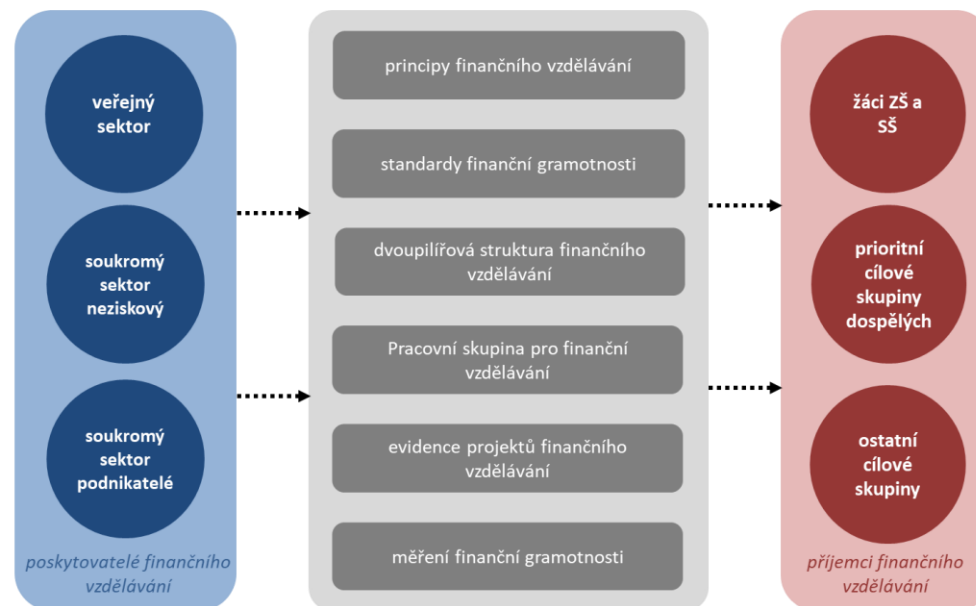 veřejný
sektor
soukromý
sektor
neziskový
soukromý
sektor
podnikatelé
poskytovatelé finančního
vzdělávání
principy finančního vzdělávání
standardy finanční gramotnosti
dvoupilířová struktura finančního
vzdělávání
Pracovní skupina pro finanční
vzdělávání
evidence projektů finančního
vzdělávání
měření finanční gramotnosti
žáci ZŠ a
SŠ
prioritní
cílové
skupiny
dospělých
ostatní
cílové
skupiny
příjemci finančního
vzdělávání